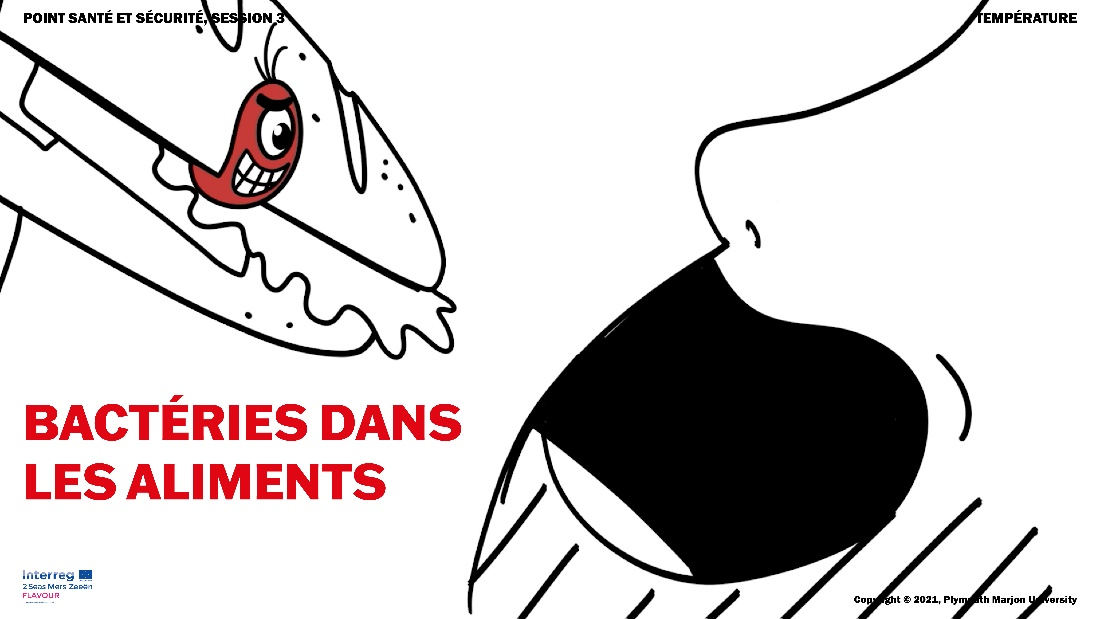 POINT SANTÉ ET SÉCURITÉ, SESSION 3
TEMPÉRATURE
BACTÉRIES DANS
LES ALIMENTS
Interreg
2 Seas Mers Zeeën
FLAVOUR
Copyright © 2021, Plymouth Marjon University